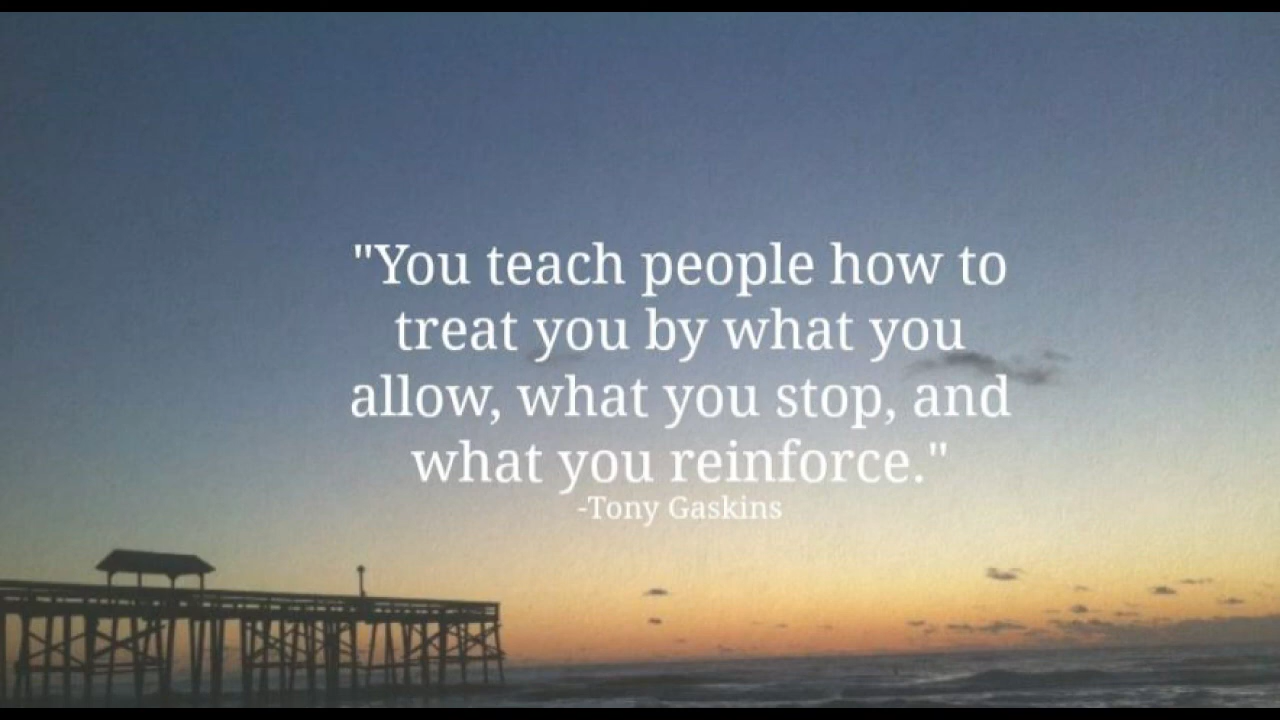 "You teach people how to
treat you by what you
allow, what you stop, and
what you reinforce."
-Tony Gaskins